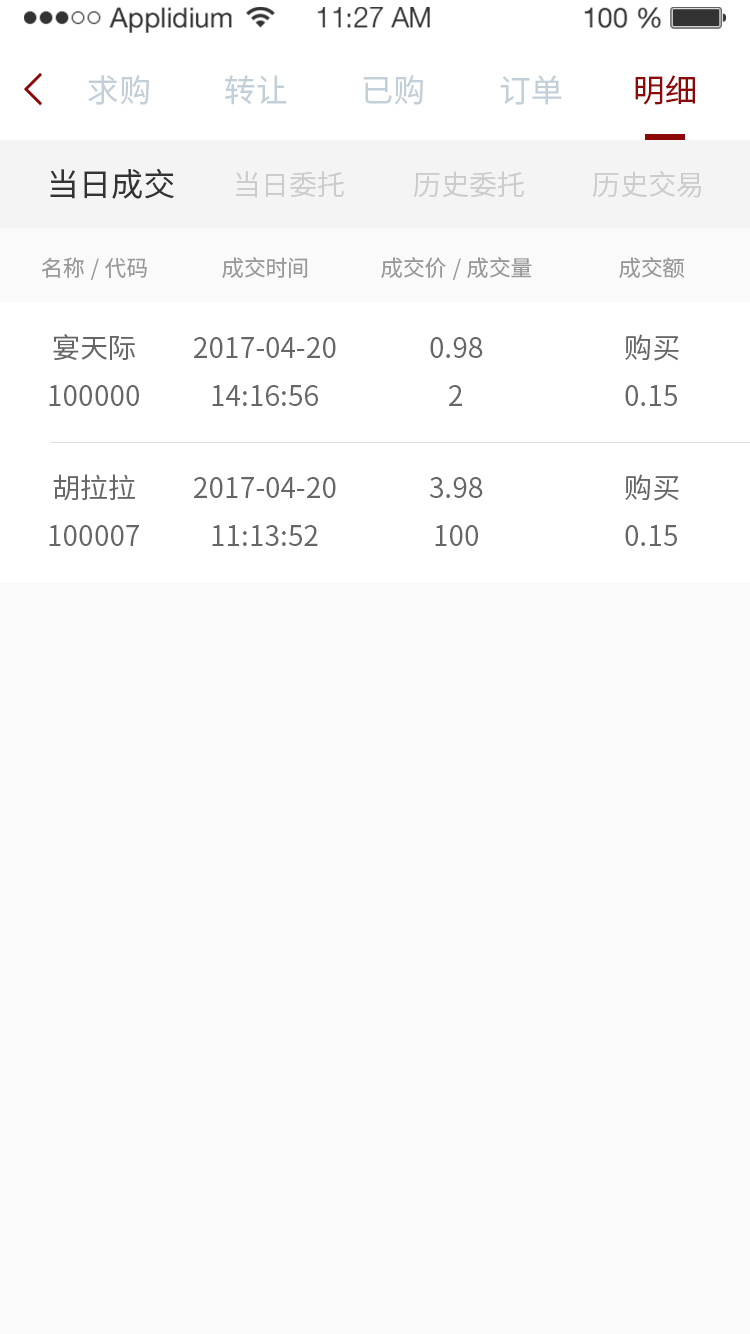 Applidium 11:27 AM 100 %
求购 转让 已购 订单 明细
当日成交 当日委托 历史委托 历史交易
名称 / 代码 成交时间 成交价 / 成交量 成交额
宴天际 2017-04-20 0.98 购买
100000 14:16:56 2 0.15
胡拉拉 2017-04-20 3.98 购买
100007 11:13:52 100 0.15